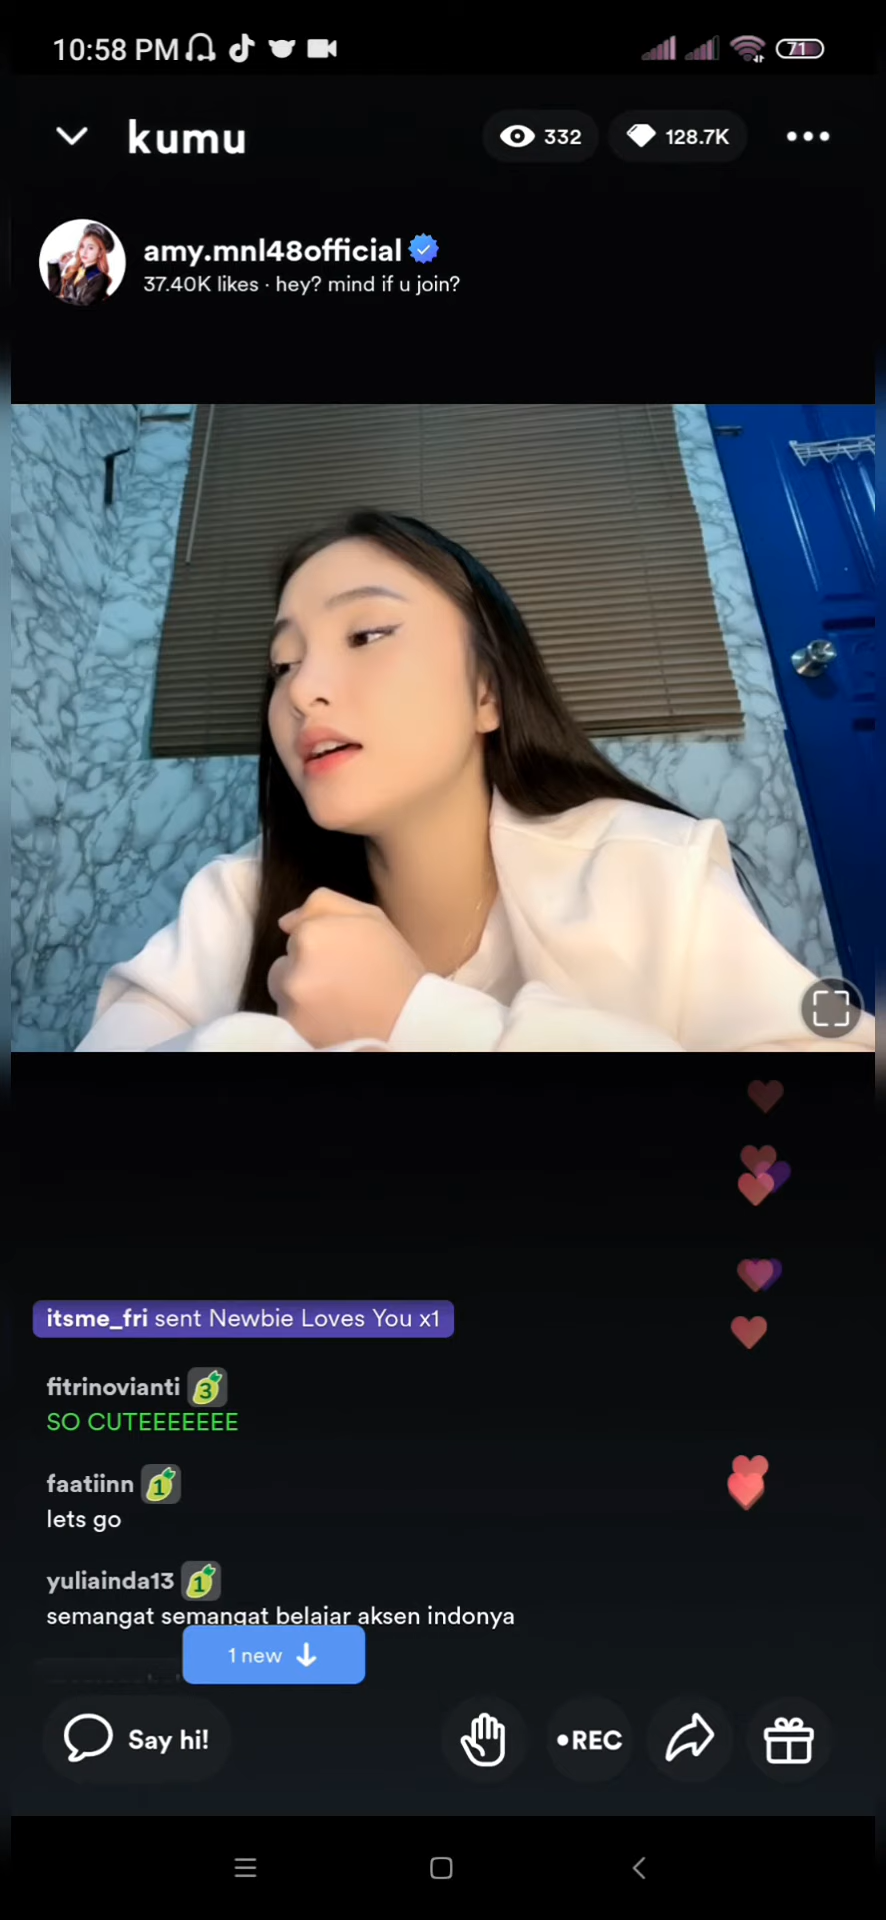 10:58 PM
71
kumu
332
128.7K
amy.mnl48official
37.40K likes · hey? mind if u join?
itsme_fri sent Newbie Loves You x1
fitrinovianti 3
SO CUTEEEEEEE
faatiinn 1
lets go
yuliainda13 1
semangat semangat belajar aksen indonya
1 new
Say hi!
•REC